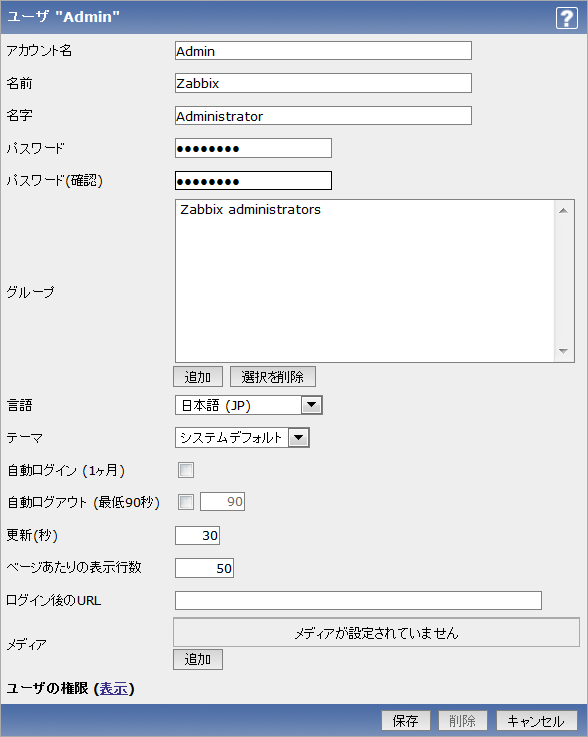 ユーザ "Admin" ?
アカウント名 Admin
名前 Zabbix
名字 Administrator
パスワード ●●●●●●●●
パスワード(確認) ●●●●●●●●
Zabbix administrators
グループ
追加 選択を削除
言語 日本語 (JP)
テーマ システムデフォルト
自動ログイン (1ヶ月)
自動ログアウト (最低90秒) 90
更新(秒) 30
ページあたりの表示行数 50
ログイン後のURL
メディアが設定されていません
メディア
追加
ユーザの権限 (表示)
保存 削除 キャンセル